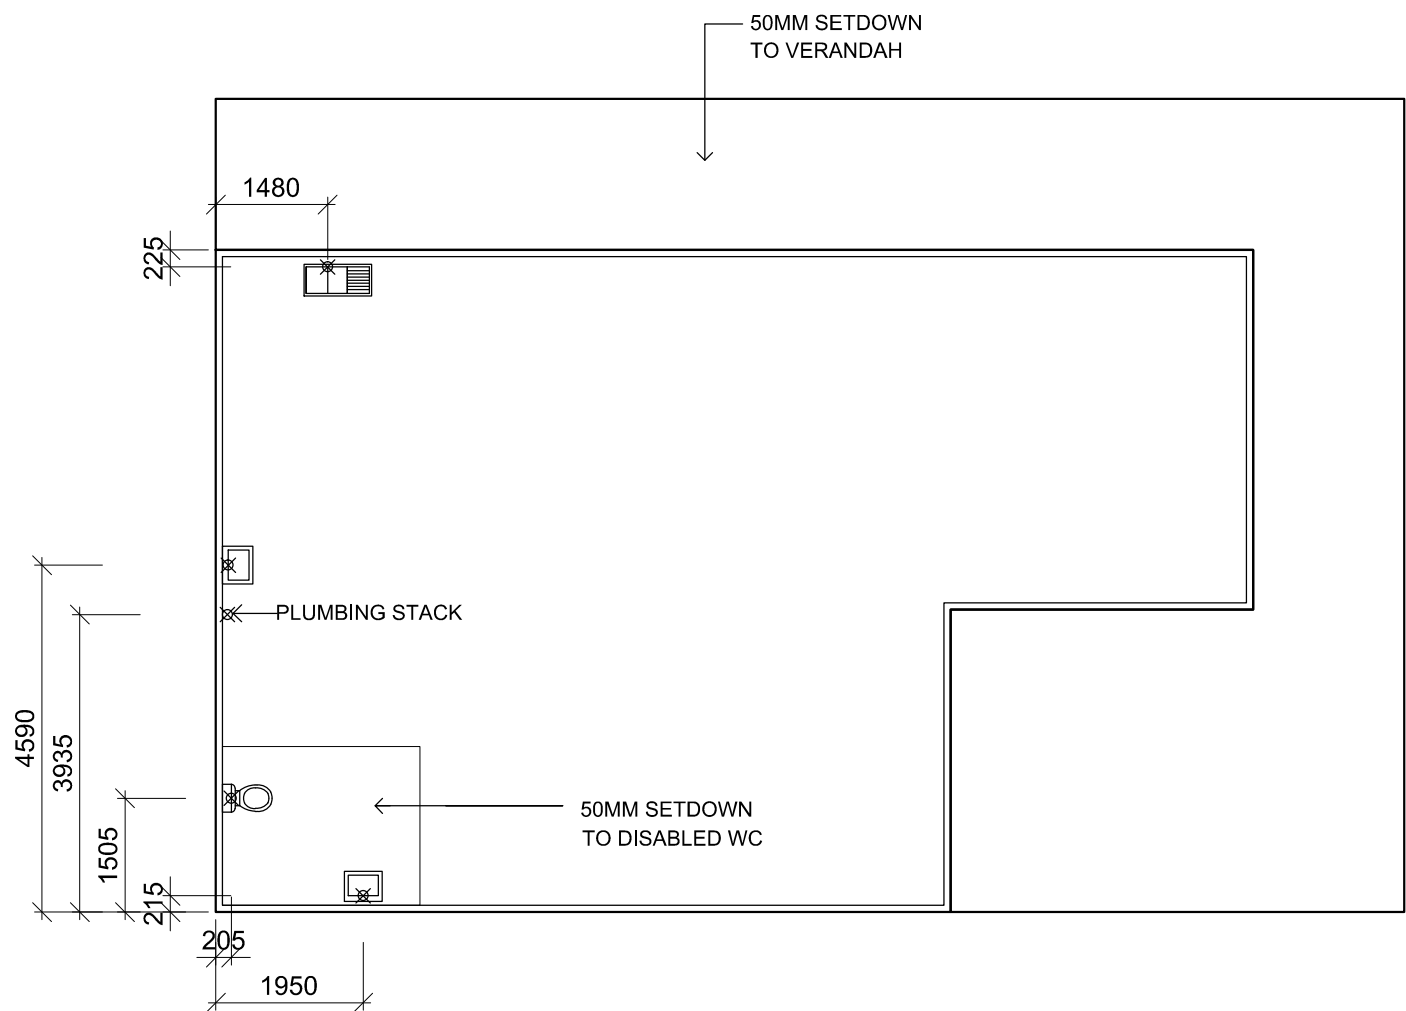 50MM SETDOWN
TO VERANDAH
1480
225
PLUMBING STACK
4590
3935
50MM SETDOWN
TO DISABLED WC
1505
215
205
1950